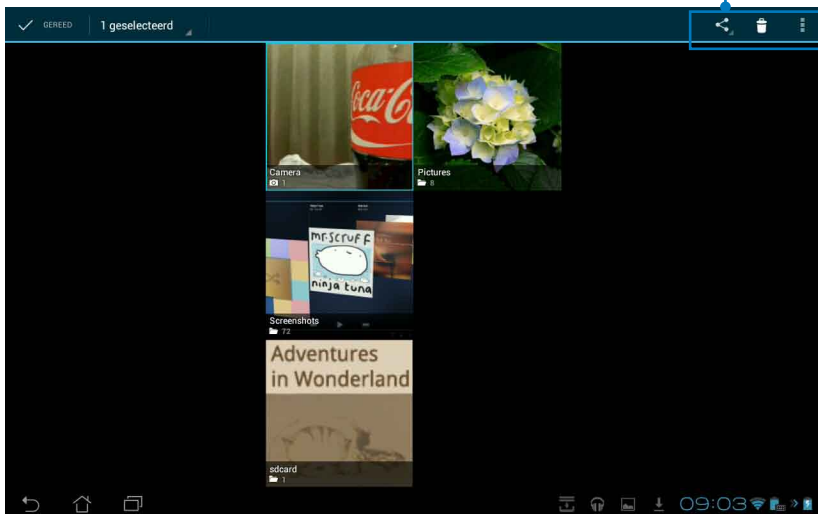 GEREED
1 geselecteerd
Coca-C
Camera
1
Pictures
8
mr.scruff
ninja tuna
Screenshots
72
Adventures
in Wonderland
sdcard
1
09:03